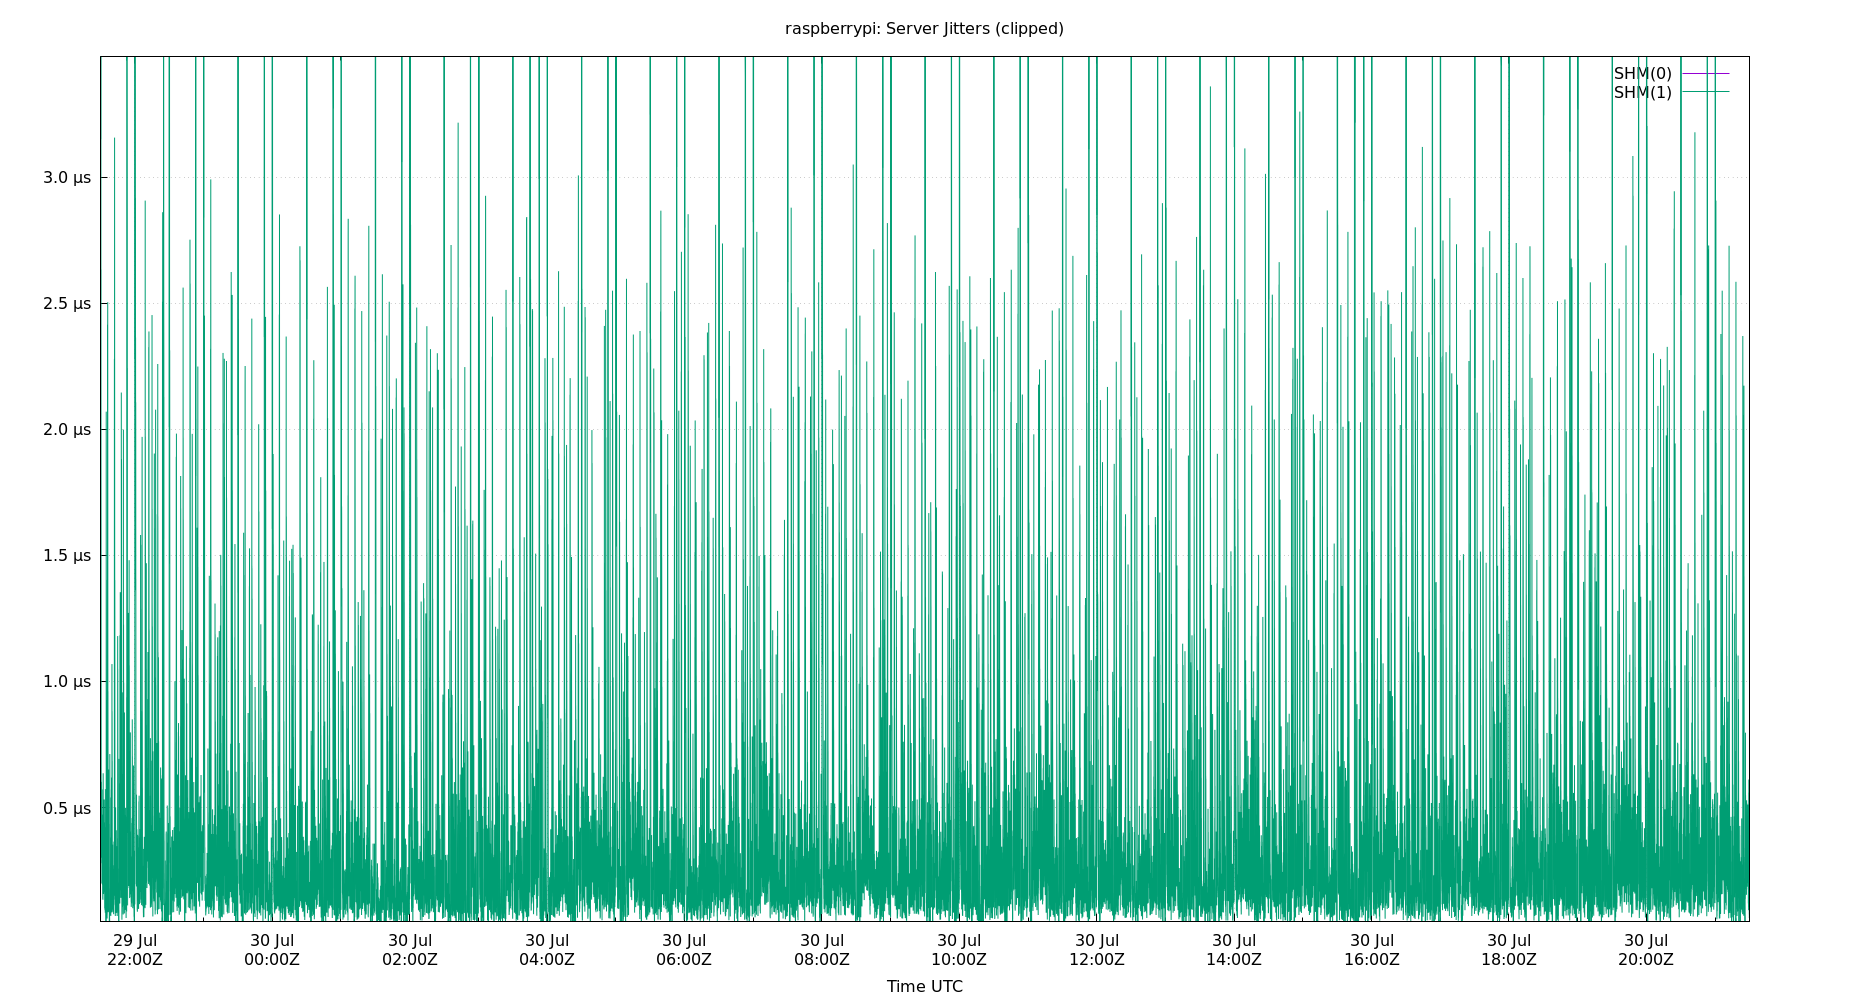 raspberrypi: Server Jitters (clipped)
SHM(0)
SHM(1)
3.0 µs
2.5 µs
2.0 µs
1.5 µs
1.0 µs
0.5 µs
29 Jul 30 Jul 30 Jul 30 Jul 30 Jul 30 Jul 30 Jul 30 Jul 30 Jul 30 Jul 30 Jul 30 Jul
22:00Z 00:00Z 02:00Z 04:00Z 06:00Z 08:00Z 10:00Z 12:00Z 14:00Z 16:00Z 18:00Z 20:00Z
Time UTC